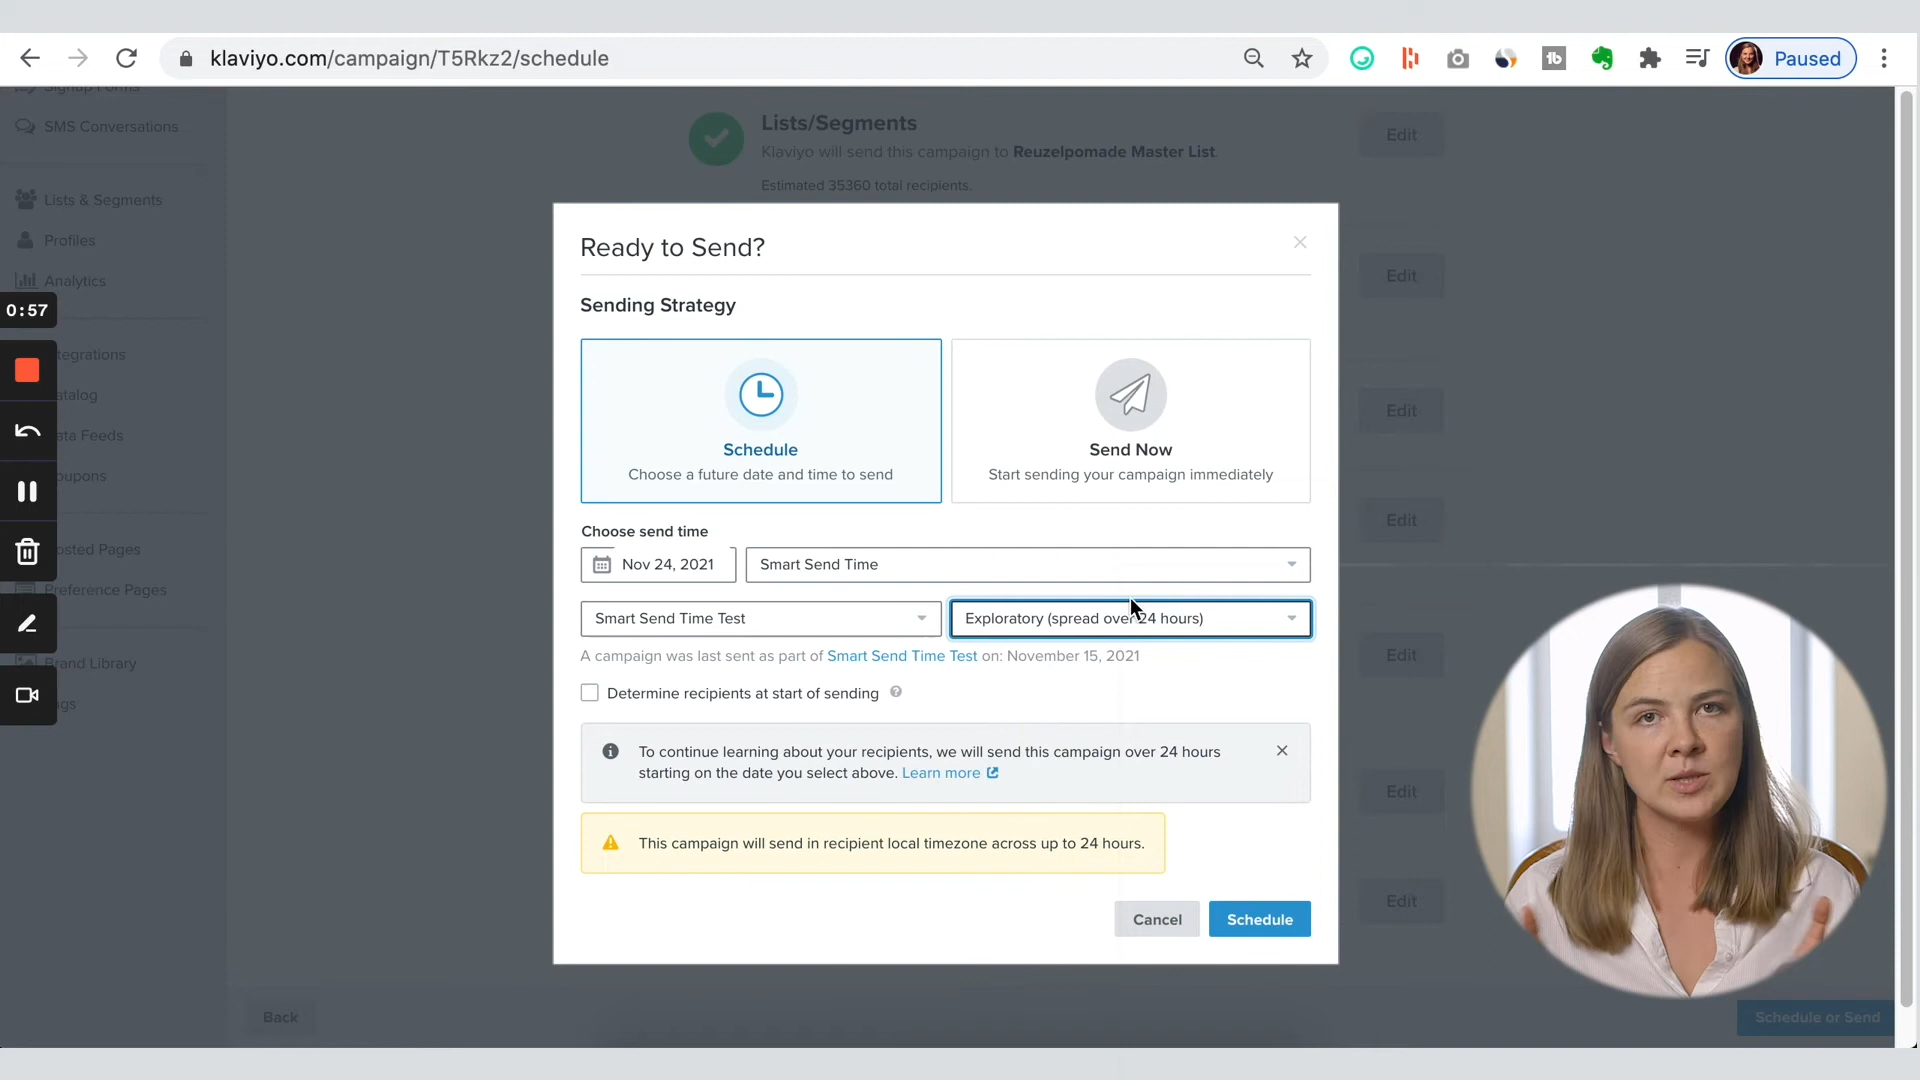 klaviyo.com/campaign/T5Rkz2/schedule
Paused
Signup Forms
SMS Conversations
Lists & Segments
Profiles
Analytics
0:57
tegrations
atalog
ata Feeds
oupons
osted Pages
Preference Pages
Brand Library
gs
Lists/Segments
Klaviyo will send this campaign to Reuzelpomade Master List.
Estimated 35360 total recipients.
Edit
Edit
Edit
Edit
Edit
Edit
Edit
Ready to Send?
Sending Strategy
Schedule
Choose a future date and time to send
Send Now
Start sending your campaign immediately
Choose send time
Nov 24, 2021
Smart Send Time
Smart Send Time Test
Exploratory (spread over 24 hours)
A campaign was last sent as part of Smart Send Time Test on: November 15, 2021
Determine recipients at start of sending
To continue learning about your recipients, we will send this campaign over 24 hours
starting on the date you select above. Learn more
This campaign will send in recipient local timezone across up to 24 hours.
Cancel
Schedule
Back
Schedule or Send